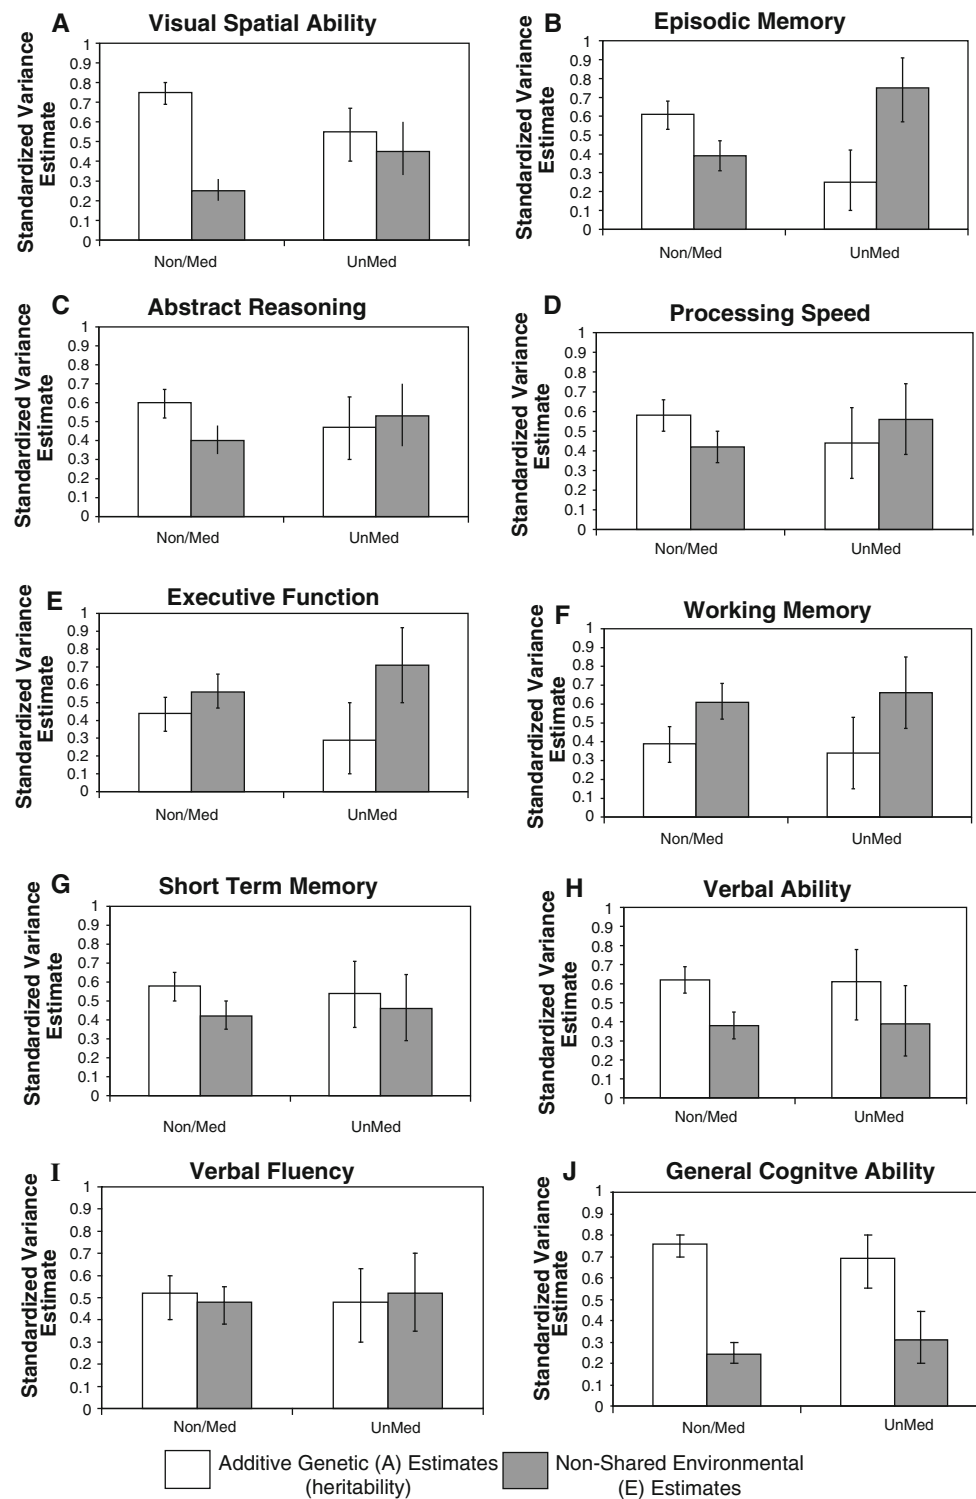 A Visual Spatial Ability
Standardized Variance
Estimate
1
0.9
0.8
0.7
0.6
0.5
0.4
0.3
0.2
0.1
0
Non/Med UnMed
B Episodic Memory
Standardized Variance
Estimate
1
0.9
0.8
0.7
0.6
0.5
0.4
0.3
0.2
0.1
0
Non/Med UnMed
C Abstract Reasoning
Standardized Variance
Estimate
1
0.9
0.8
0.7
0.6
0.5
0.4
0.3
0.2
0.1
0
Non/Med UnMed
D Processing Speed
Standardized Variance
Estimate
1
0.9
0.8
0.7
0.6
0.5
0.4
0.3
0.2
0.1
0
Non/Med UnMed
E Executive Function
Standardized Variance
Estimate
1
0.9
0.8
0.7
0.6
0.5
0.4
0.3
0.2
0.1
0
Non/Med UnMed
F Working Memory
Standardized Variance
Estimate
1
0.9
0.8
0.7
0.6
0.5
0.4
0.3
0.2
0.1
0
Non/Med UnMed
G Short Term Memory
Standardized Variance
Estimate
1
0.9
0.8
0.7
0.6
0.5
0.4
0.3
0.2
0.1
0
Non/Med UnMed
H Verbal Ability
Standardized Variance
Estimate
1
0.9
0.8
0.7
0.6
0.5
0.4
0.3
0.2
0.1
0
Non/Med UnMed
I Verbal Fluency
Standardized Variance
Estimate
1
0.9
0.8
0.7
0.6
0.5
0.4
0.3
0.2
0.1
0
Non/Med UnMed
J General Cognitve Ability
Standardized Variance
Estimate
1
0.9
0.8
0.7
0.6
0.5
0.4
0.3
0.2
0.1
0
Non/Med UnMed
Additive Genetic (A) Estimates
(heritability)
Non-Shared Environmental
(E) Estimates